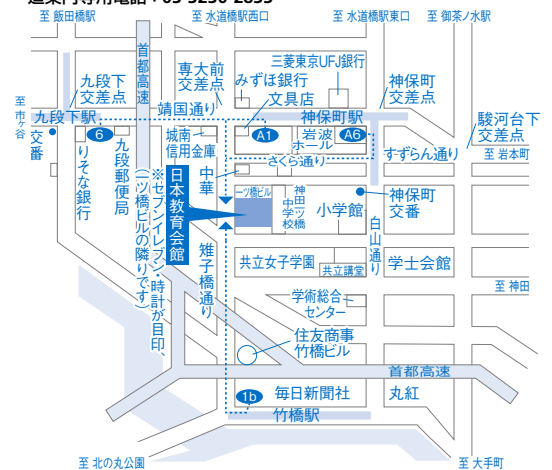 道案内専用電話：03-3230-2833
至 飯田橋駅
至 水道橋駅西口
至 水道橋駅東口
至 御茶ノ水駅
首都高速
九段下
交差点
専大前
交差点
みずほ銀行
三菱東京UFJ銀行
文具店
神保町
交差点
至 市ヶ谷
九段下駅
靖国通り
神保町駅
駿河台下
交差点
交番
6
りそな銀行
九段郵便局
城南
信用金庫
A1
岩波
ホール
A6
さくら通り
すずらん通り
至 岩本町
日本教育会館
※セブンイレブン・時計が目印、
（一ツ橋ビルの隣りです）
中華
一ツ橋ビル
神田一ツ橋
中学校
小学館
神保町
交番
白山通り
雉子橋通り
共立女子学園
共立講堂
学士会館
至 神田
学術総合
センター
住友商事
竹橋ビル
首都高速
1b
毎日新聞社
丸紅
竹橋駅
至 北の丸公園
至 大手町